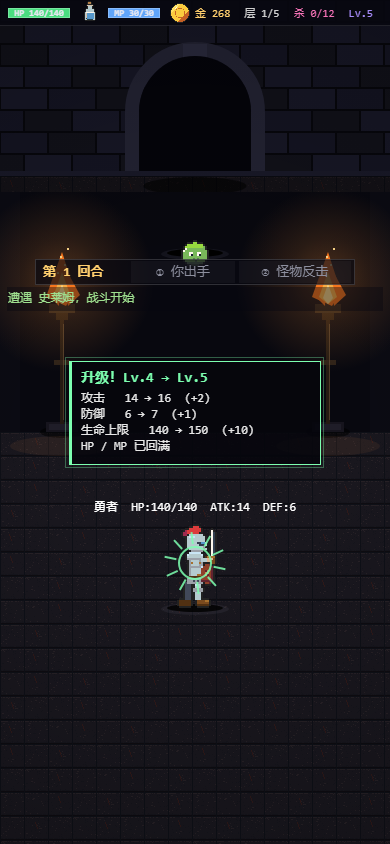 HP 140/140 MP 30/30 金 268 层 1/5 杀 0/12 Lv.5
第 1 回合 ① 你出手 ② 怪物反击
遭遇 史莱姆, 战斗开始
升级! Lv.4 → Lv.5
攻击 14 → 16 (+2)
防御 6 → 7 (+1)
生命上限 140 → 150 (+10)
HP / MP 已回满
勇者 HP:140/140 ATK:14 DEF:6